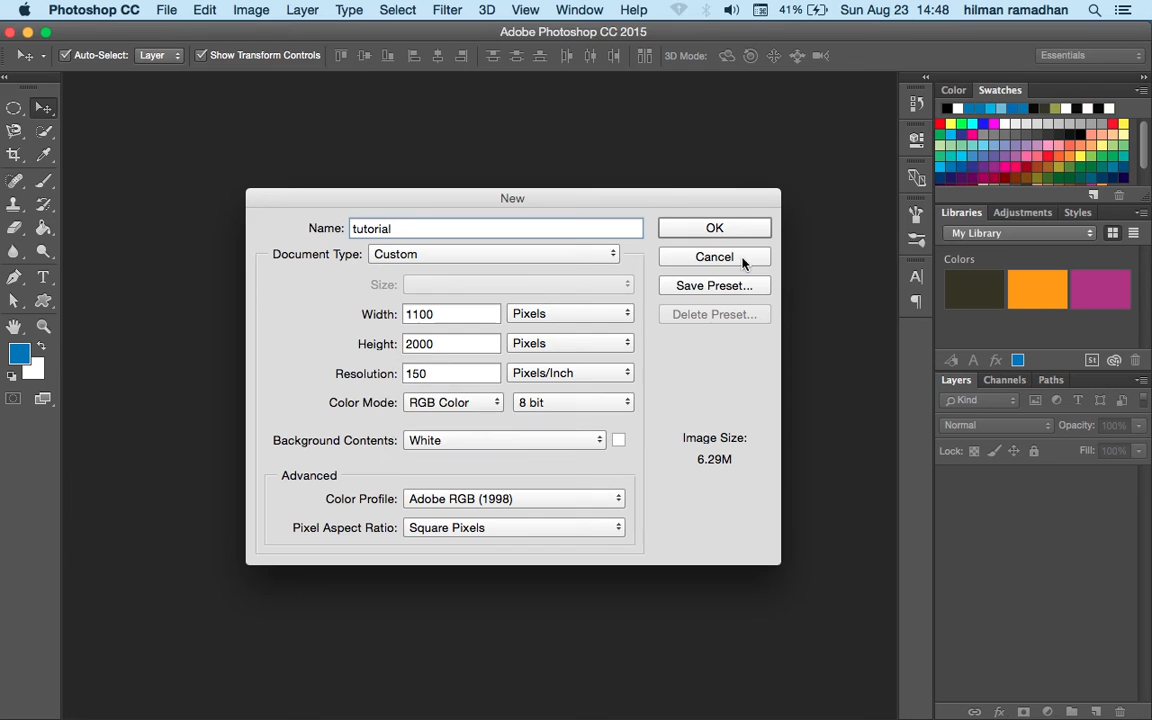 Photoshop CC File Edit Image Layer Type Select Filter 3D View Window Help 41% Sun Aug 23 14:48 hilman ramadhan
Adobe Photoshop CC 2015
Auto-Select: Layer Show Transform Controls 3D Mode: Essentials
Color Swatches
New
Name: tutorial OK
Document Type: Custom Cancel
Size: Save Preset...
Width: 1100 Pixels Delete Preset...
Height: 2000 Pixels
Resolution: 150 Pixels/Inch
Color Mode: RGB Color 8 bit
Background Contents: White
Image Size:
6.29M
Advanced
Color Profile: Adobe RGB (1998)
Pixel Aspect Ratio: Square Pixels
Libraries Adjustments Styles
My Library
Colors
Layers Channels Paths
Kind
Normal Opacity: 100%
Lock: Fill: 100%